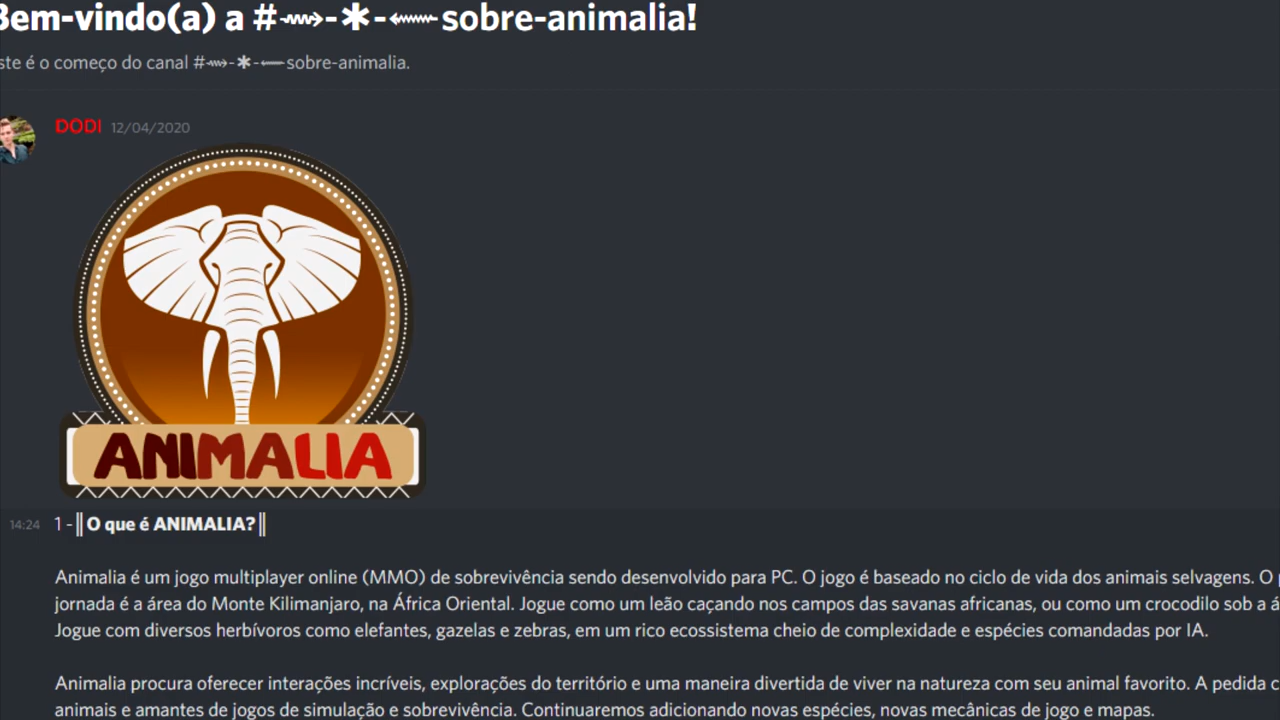 Bem-vindo(a) a #⟿-✱-⬳sobre-animalia!
ste é o começo do canal #⟿-✱-⬳sobre-animalia.
DODI 12/04/2020
ANIMALIA
14:24 1 -║O que é ANIMALIA?║
Animalia é um jogo multiplayer online (MMO) de sobrevivência sendo desenvolvido para PC. O jogo é baseado no ciclo de vida dos animais selvagens. O
jornada é a área do Monte Kilimanjaro, na África Oriental. Jogue como um leão caçando nos campos das savanas africanas, ou como um crocodilo sob a
Jogue com diversos herbívoros como elefantes, gazelas e zebras, em um rico ecossistema cheio de complexidade e espécies comandadas por IA.
Animalia procura oferecer interações incríveis, explorações do território e uma maneira divertida de viver na natureza com seu animal favorito. A pedida
animais e amantes de jogos de simulação e sobrevivência. Continuaremos adicionando novas espécies, novas mecânicas de jogo e mapas.